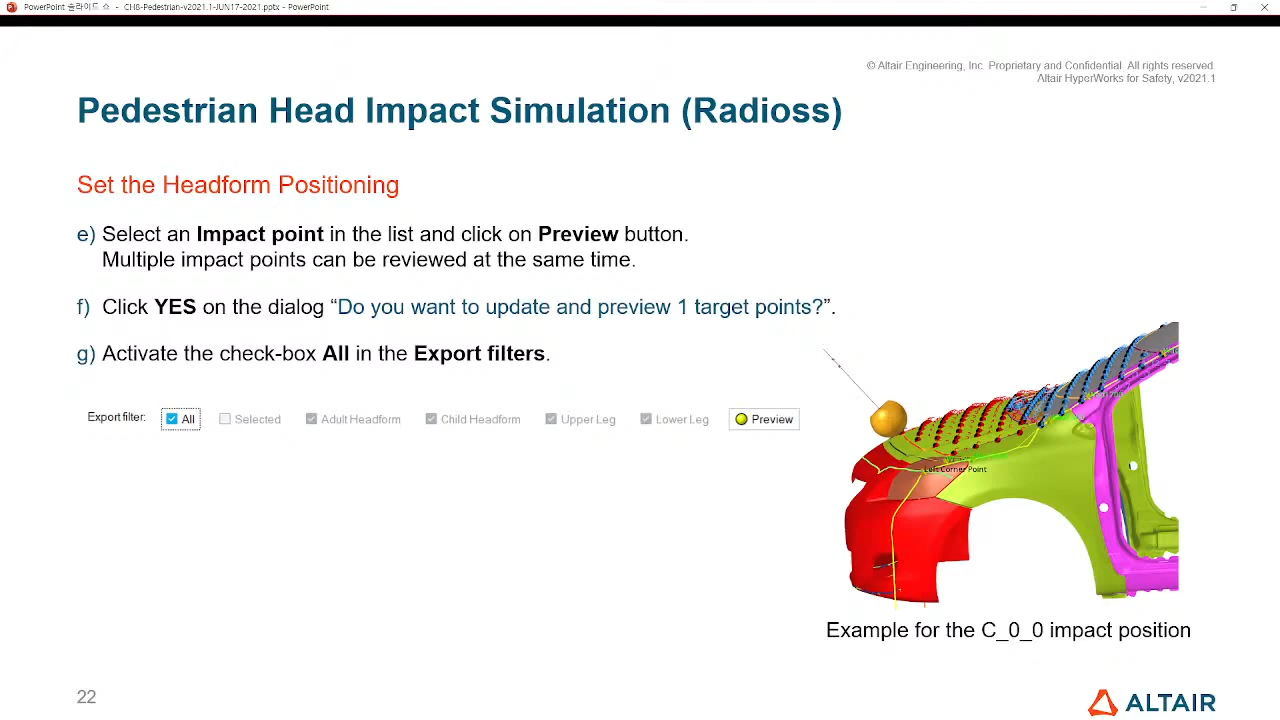 PowerPoint 슬라이드 쇼 - CH8-Pedestrian-v2021.1-JUN17-2021.pptx - PowerPoint
© Altair Engineering, Inc. Proprietary and Confidential. All rights reserved.
Altair HyperWorks for Safety, v2021.1
Pedestrian Head Impact Simulation (Radioss)
Set the Headform Positioning
e) Select an Impact point in the list and click on Preview button.
Multiple impact points can be reviewed at the same time.
f) Click YES on the dialog “Do you want to update and preview 1 target points?”.
g) Activate the check-box All in the Export filters.
Export filter: All Selected Adult Headform Child Headform Upper Leg Lower Leg Preview
Left Corner Point
Example for the C_0_0 impact position
22
ALTAIR